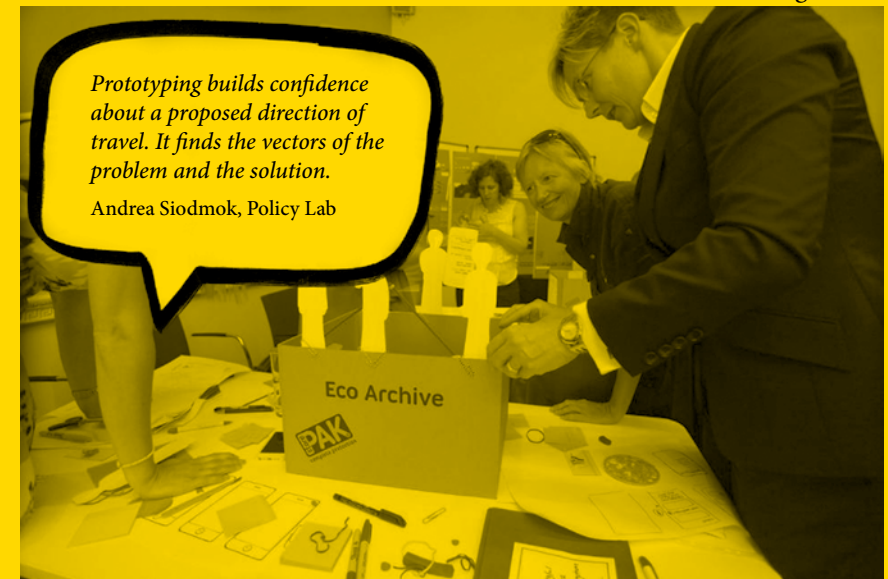 Prototyping builds confidence
about a proposed direction of
travel. It finds the vectors of the
problem and the solution.
Andrea Siodmok, Policy Lab
Eco Archive
PAK